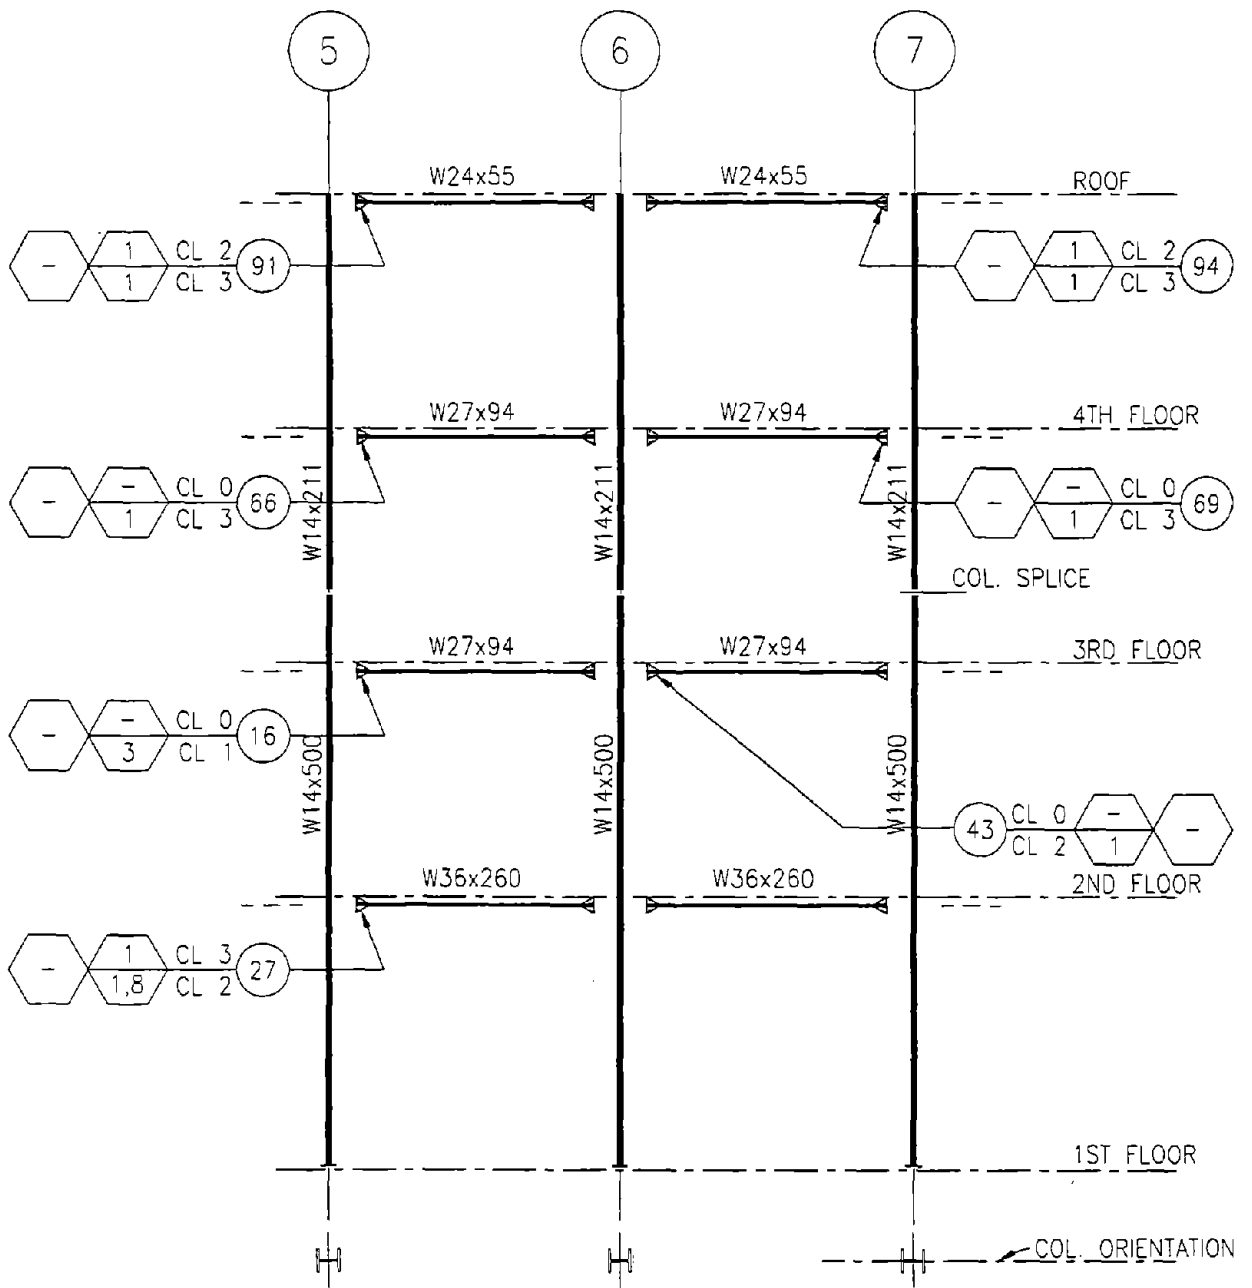 5 6 7
W24x55 W24x55
ROOF
- 1 CL 2 91
1 CL 3
- 1 CL 2 94
1 CL 3
W27x94 W27x94
4TH FLOOR
- - CL 0 66
1 CL 3
- - CL 0 69
1 CL 3
W14x211 W14x211 W14x211
COL. SPLICE
W27x94 W27x94
3RD FLOOR
- - CL 0 16
3 CL 1
W14x500 W14x500 W14x500
43 CL 0 - -
CL 2 1
W36x260 W36x260
2ND FLOOR
- 1 CL 3 27
1,8 CL 2
1ST FLOOR
COL. ORIENTATION